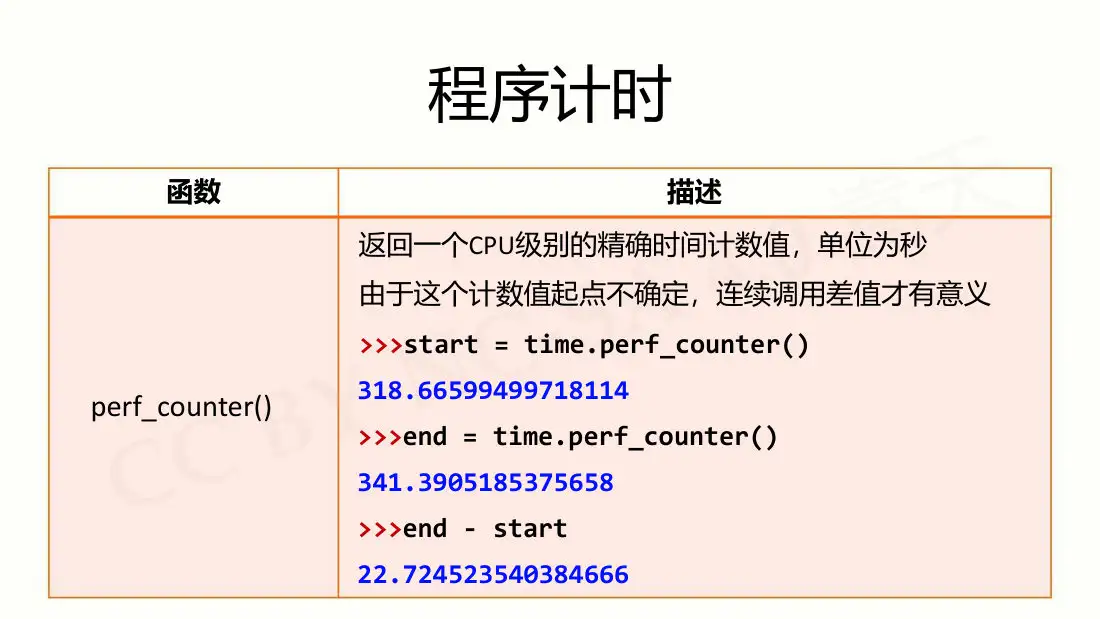 程序计时
函数
描述
perf_counter()
返回一个CPU级别的精确时间计数值，单位为秒
由于这个计数值起点不确定，连续调用差值才有意义
>>>start = time.perf_counter()
318.66599499718114
>>>end = time.perf_counter()
341.3905185375658
>>>end - start
22.724523540384666